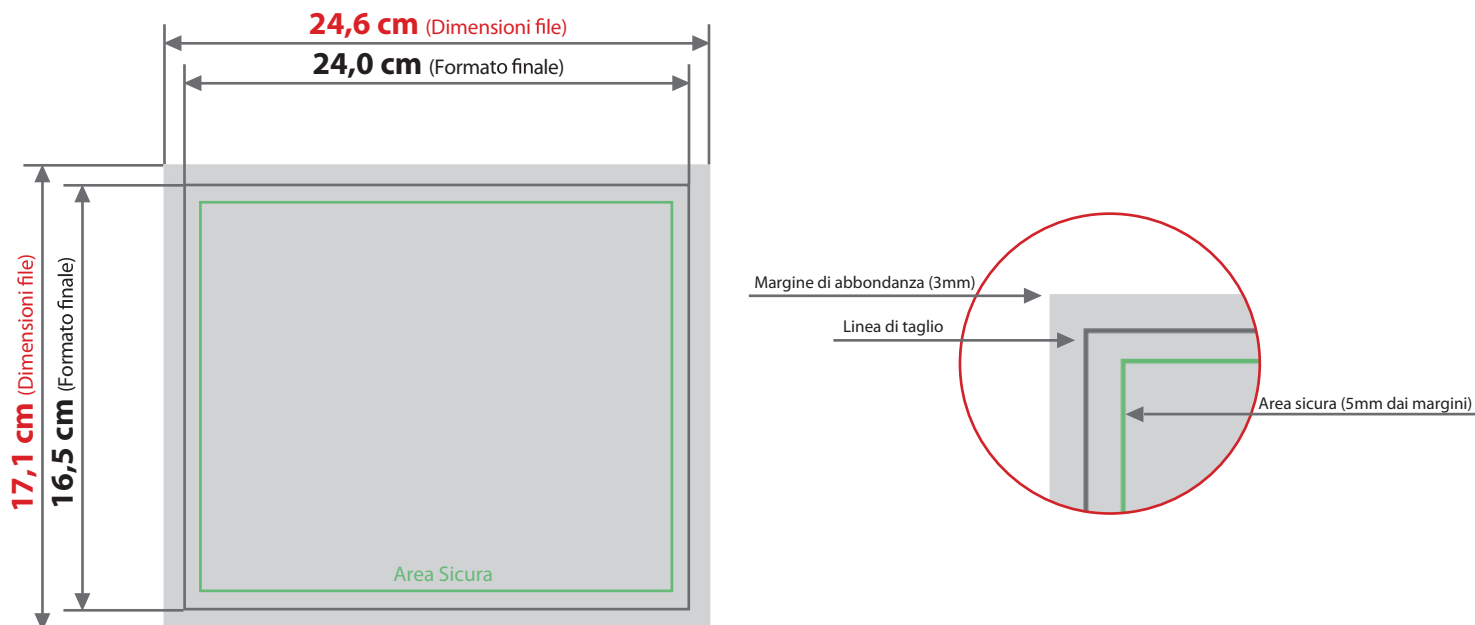 24,6 cm (Dimensioni file)
24,0 cm (Formato finale)
17,1 cm (Dimensioni file)
16,5 cm (Formato finale)
Area Sicura
Margine di abbondanza (3mm)
Linea di taglio
Area sicura (5mm dai margini)